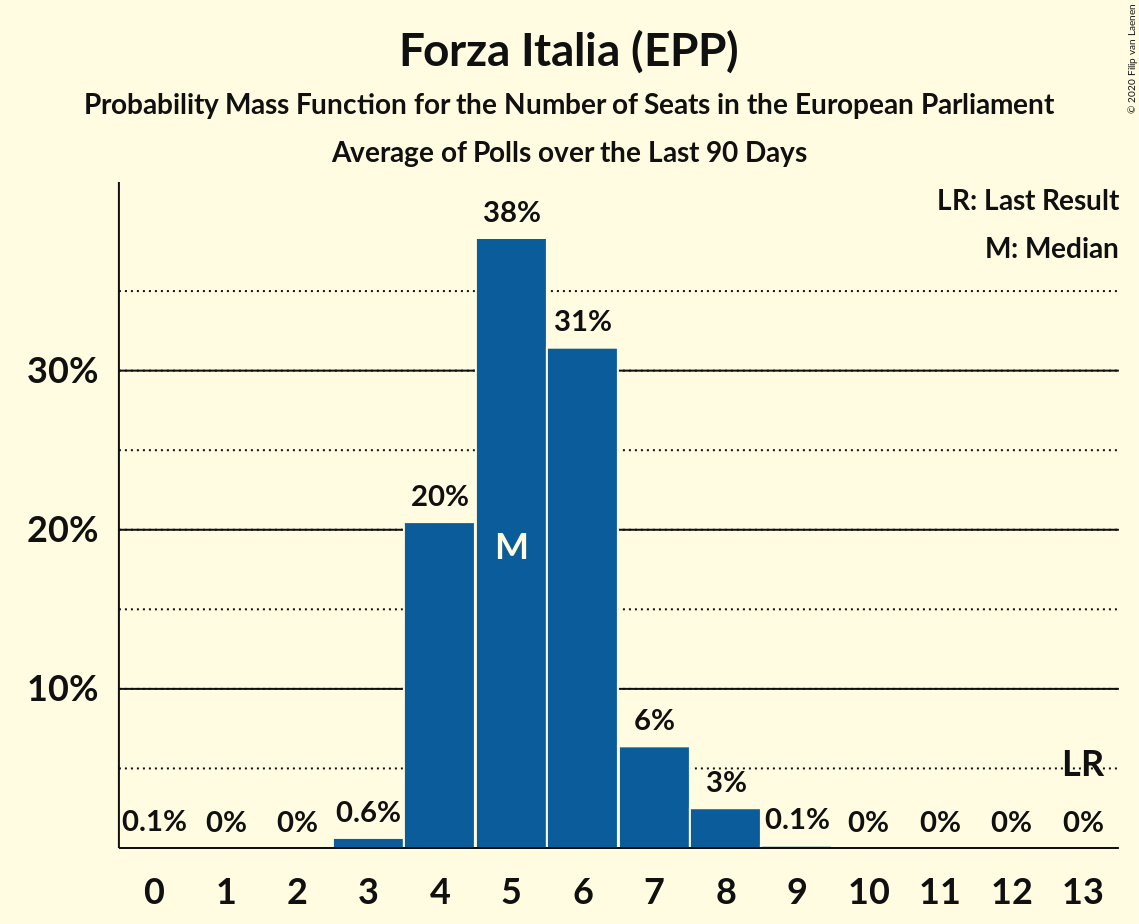 Forza Italia (EPP)
Probability Mass Function for the Number of Seats in the European Parliament
Average of Polls over the Last 90 Days
© 2020 Filip van Laenen
LR: Last Result
M: Median
38%
31%
30%
20%
M
20%
10%
6%
LR
3%
0.1% 0% 0% 0.6% 0.1% 0% 0% 0% 0%
0 1 2 3 4 5 6 7 8 9 10 11 12 13